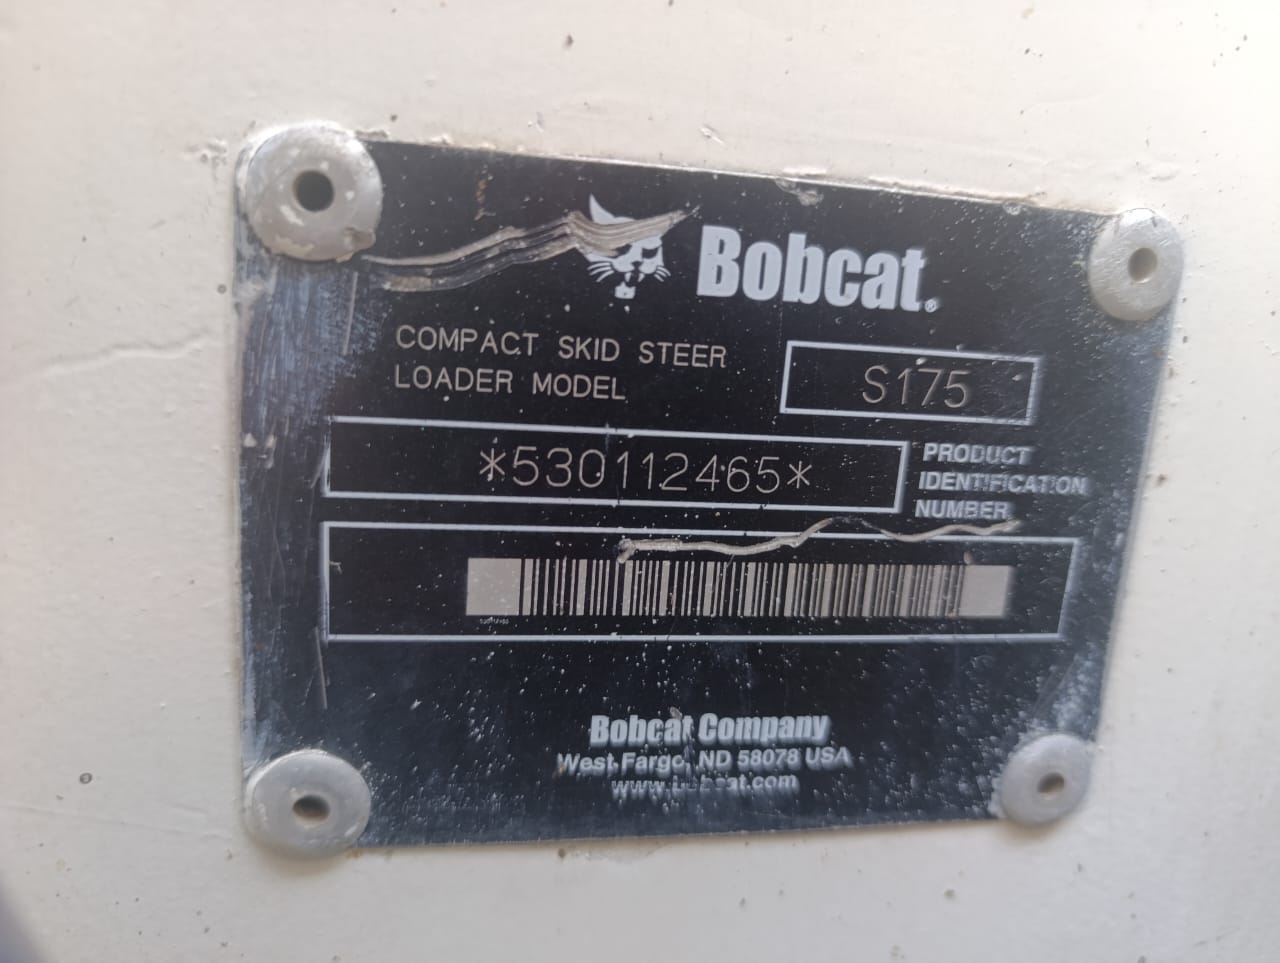 Bobcat®
COMPACT SKID STEER
LOADER MODEL
S175
*530112465*
PRODUCT
IDENTIFICATION
NUMBER
Bobcat Company
West Fargo, ND 58078 USA